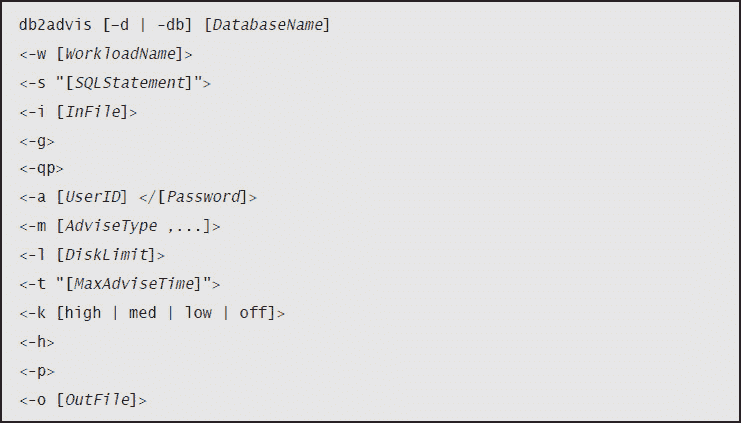 db2advis [-d | -db] [DatabaseName]
<-w [WorkloadName]>
<-s "[SQLStatement]">
<-i [InFile]>
<-g>
<-qp>
<-a [UserID] </[Password]>
<-m [AdviseType ,...]>
<-l [DiskLimit]>
<-t "[MaxAdviseTime]">
<-k [high | med | low | off]>
<-h>
<-p>
<-o [OutFile]>